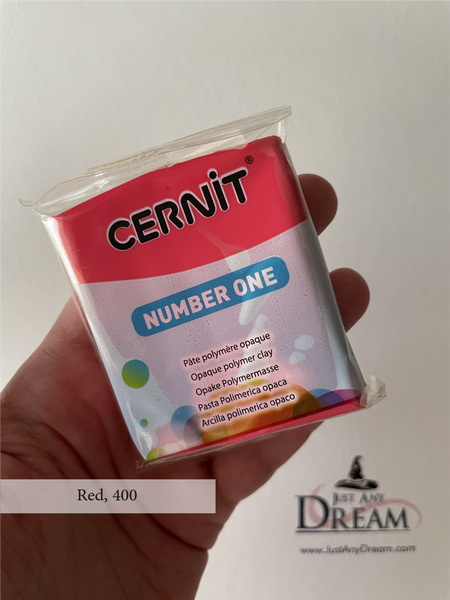 CERNiT®
NUMBER ONE
Pâte polymère opaque
Opaque polymer clay
Opake Polymermasse
Pasta Polimerica opaca
Arcilla polimerica opaco
Red, 400
JUST ANY
DREAM
www.JustAnyDream.com